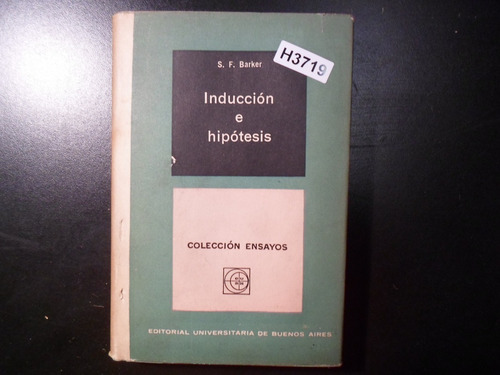 H3719
S. F. Barker
Inducción
e
hipótesis
COLECCIÓN ENSAYOS
EDITORIAL UNIVERSITARIA DE BUENOS AIRES